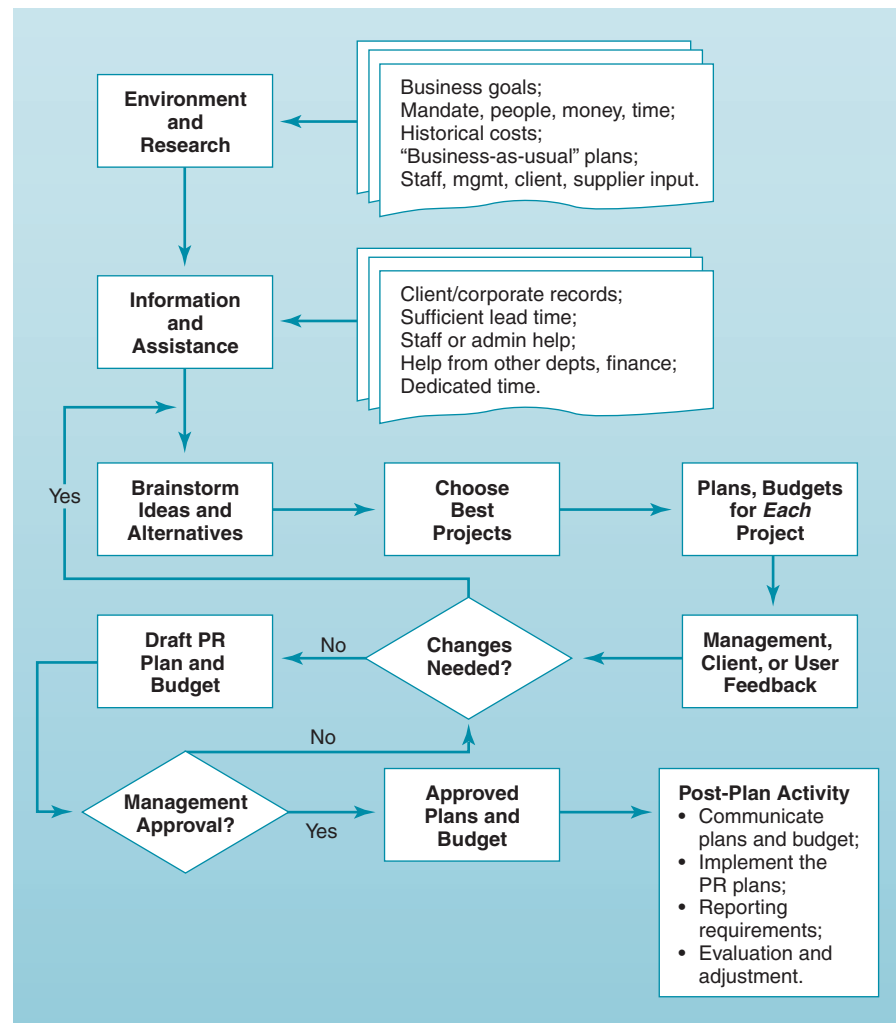 Environment
and
Research
Business goals;
Mandate, people, money, time;
Historical costs;
“Business-as-usual” plans;
Staff, mgmt, client, supplier input.
Information
and
Assistance
Client/corporate records;
Sufficient lead time;
Staff or admin help;
Help from other depts, finance;
Dedicated time.
Yes
Brainstorm
Ideas and
Alternatives
Choose
Best
Projects
Plans, Budgets
for Each
Project
Draft PR
Plan and
Budget
No
Changes
Needed?
Management,
Client, or User
Feedback
No
Management
Approval?
Yes
Approved
Plans and
Budget
Post-Plan Activity
• Communicate
plans and budget;
• Implement the
PR plans;
• Reporting
requirements;
• Evaluation and
adjustment.